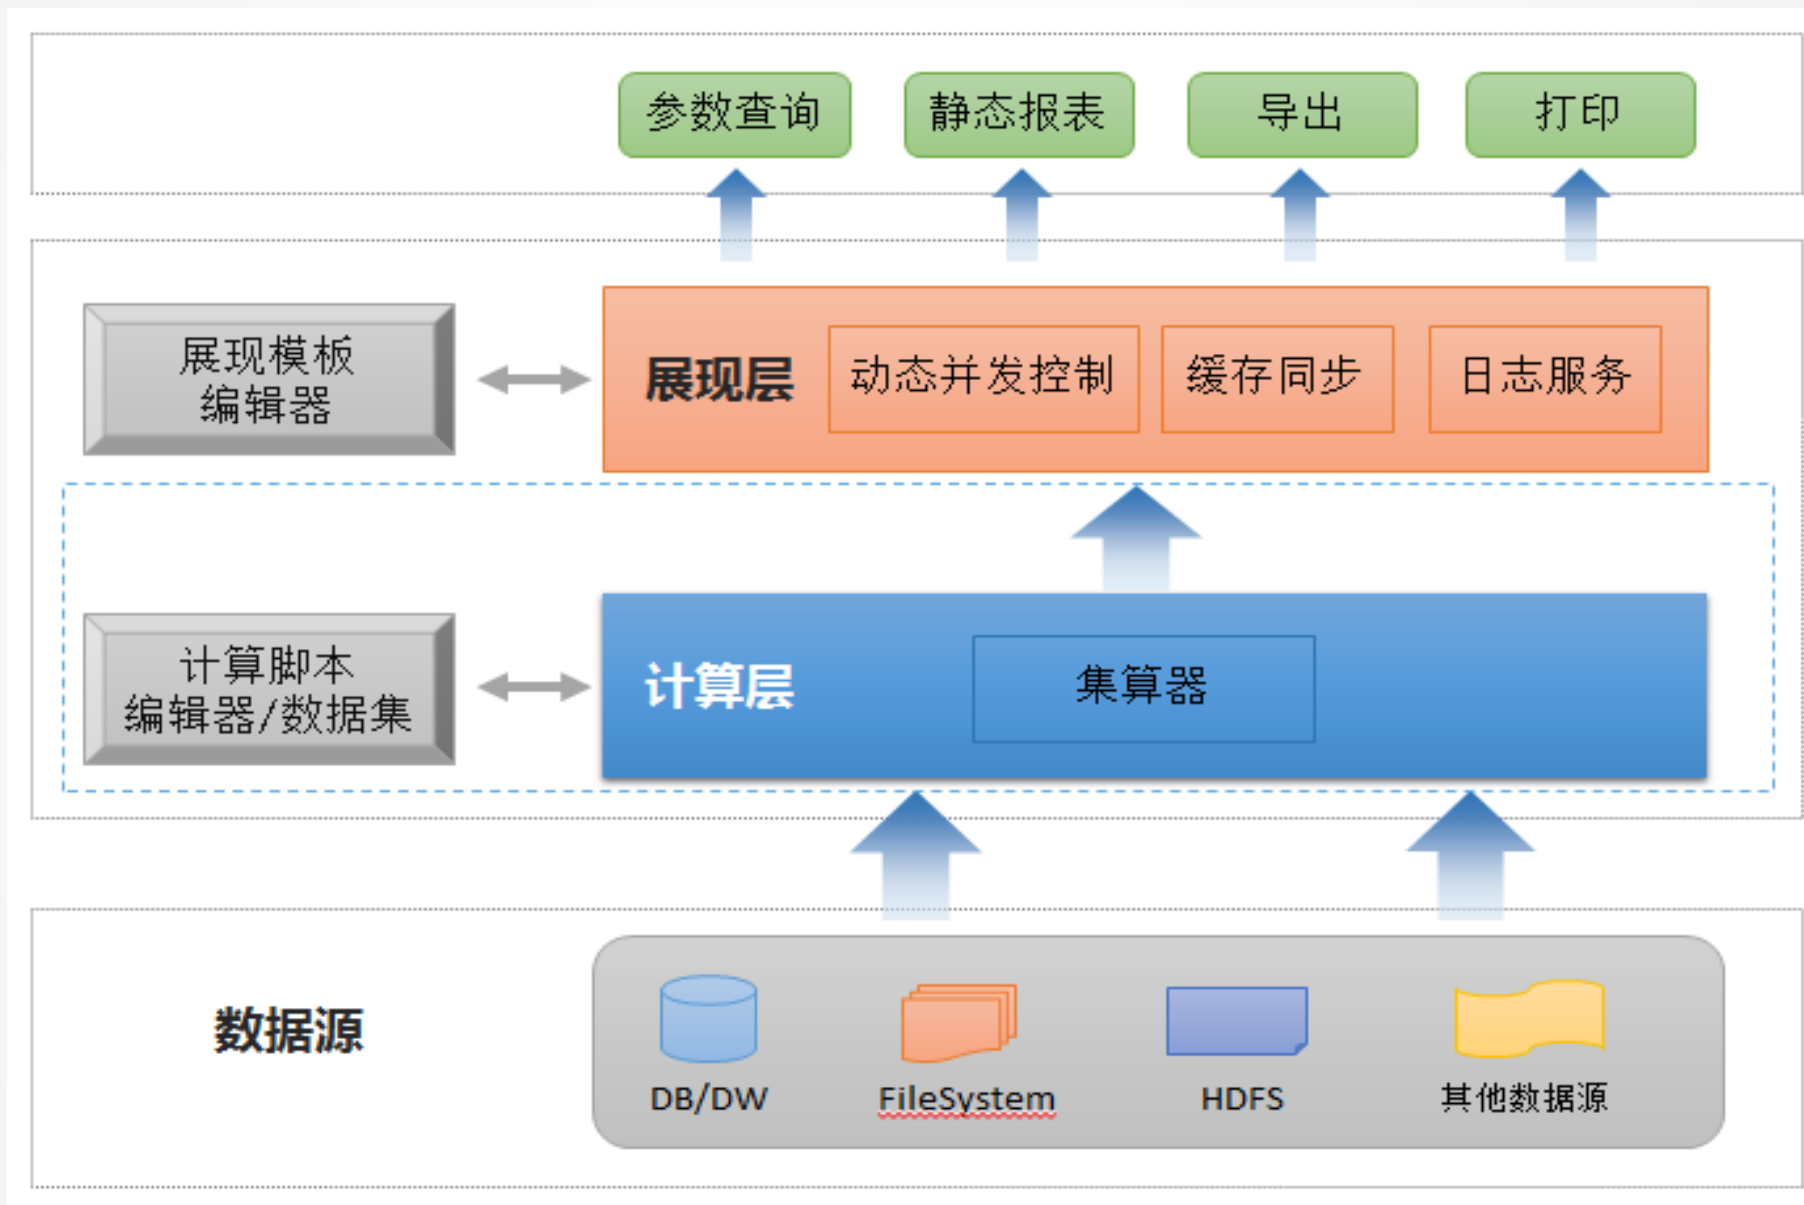 参数查询
静态报表
导出
打印
展现模板
编辑器
展现层
动态并发控制
缓存同步
日志服务
计算脚本
编辑器/数据集
计算层
集算器
数据源
DB/DW
FileSystem
HDFS
其他数据源